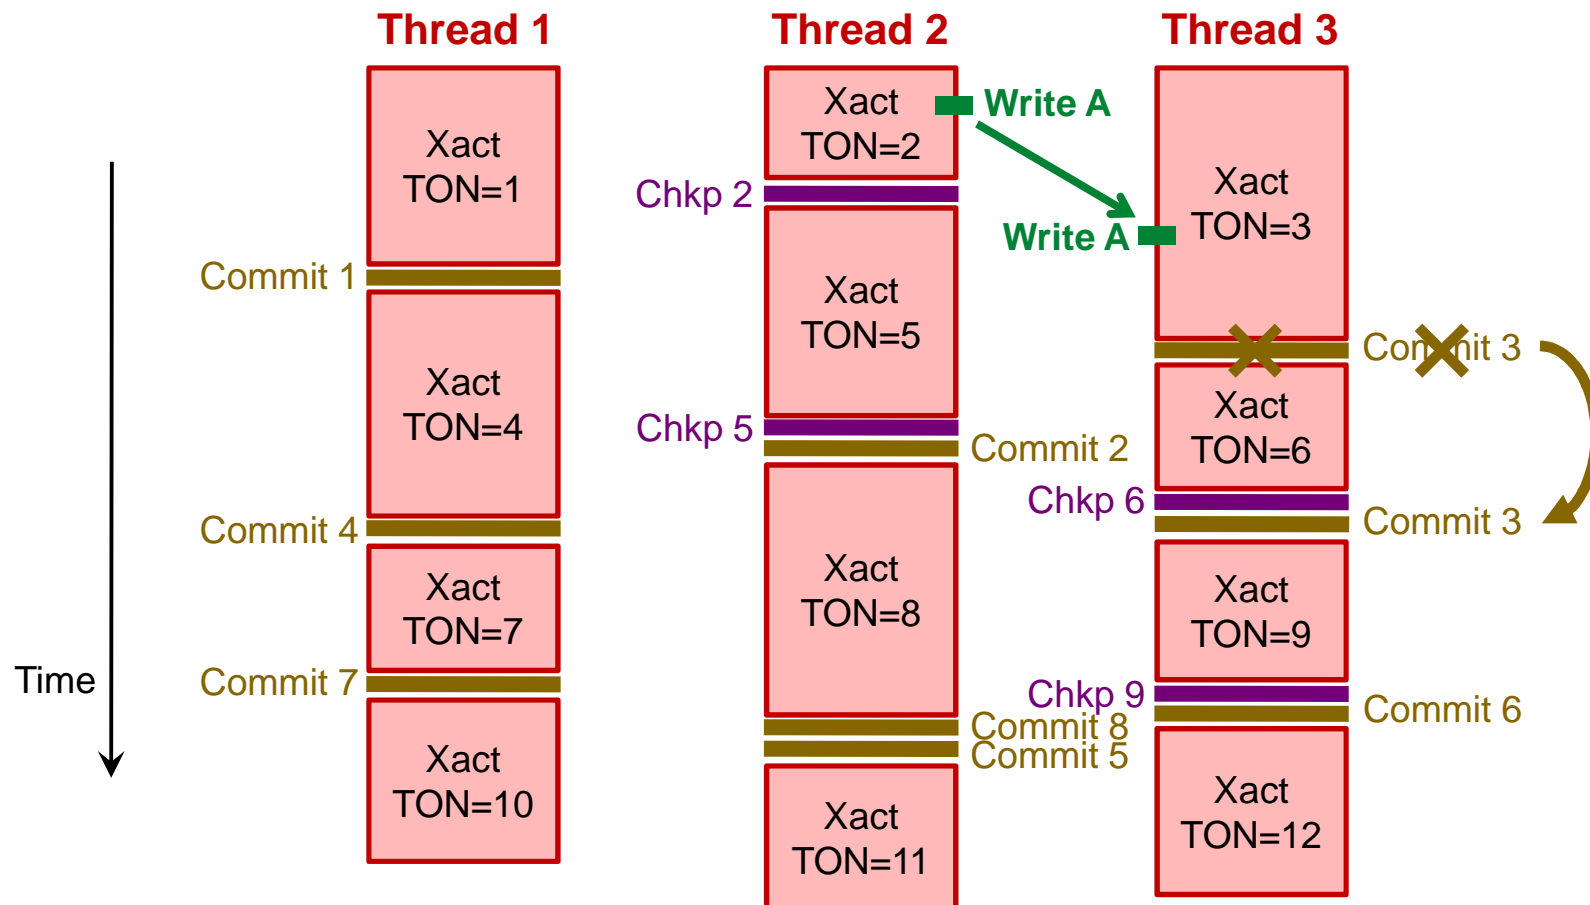 Thread 1
Thread 2
Thread 3
Xact
TON=1
Commit 1
Xact
TON=4
Commit 4
Xact
TON=7
Commit 7
Xact
TON=10
Time
Xact
TON=2
Write A
Chkp 2
Xact
TON=5
Chkp 5
Commit 2
Xact
TON=8
Commit 8
Commit 5
Xact
TON=11
Xact
TON=3
Write A
Commit 3
Xact
TON=6
Chkp 6
Commit 3
Xact
TON=9
Chkp 9
Commit 6
Xact
TON=12